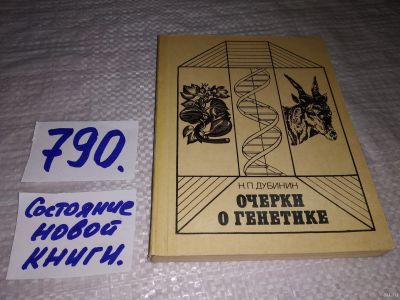 790.
Состояние
новой
книги.
Н.П.ДУБИНИН
ОЧЕРКИ
О ГЕНЕТИКЕ